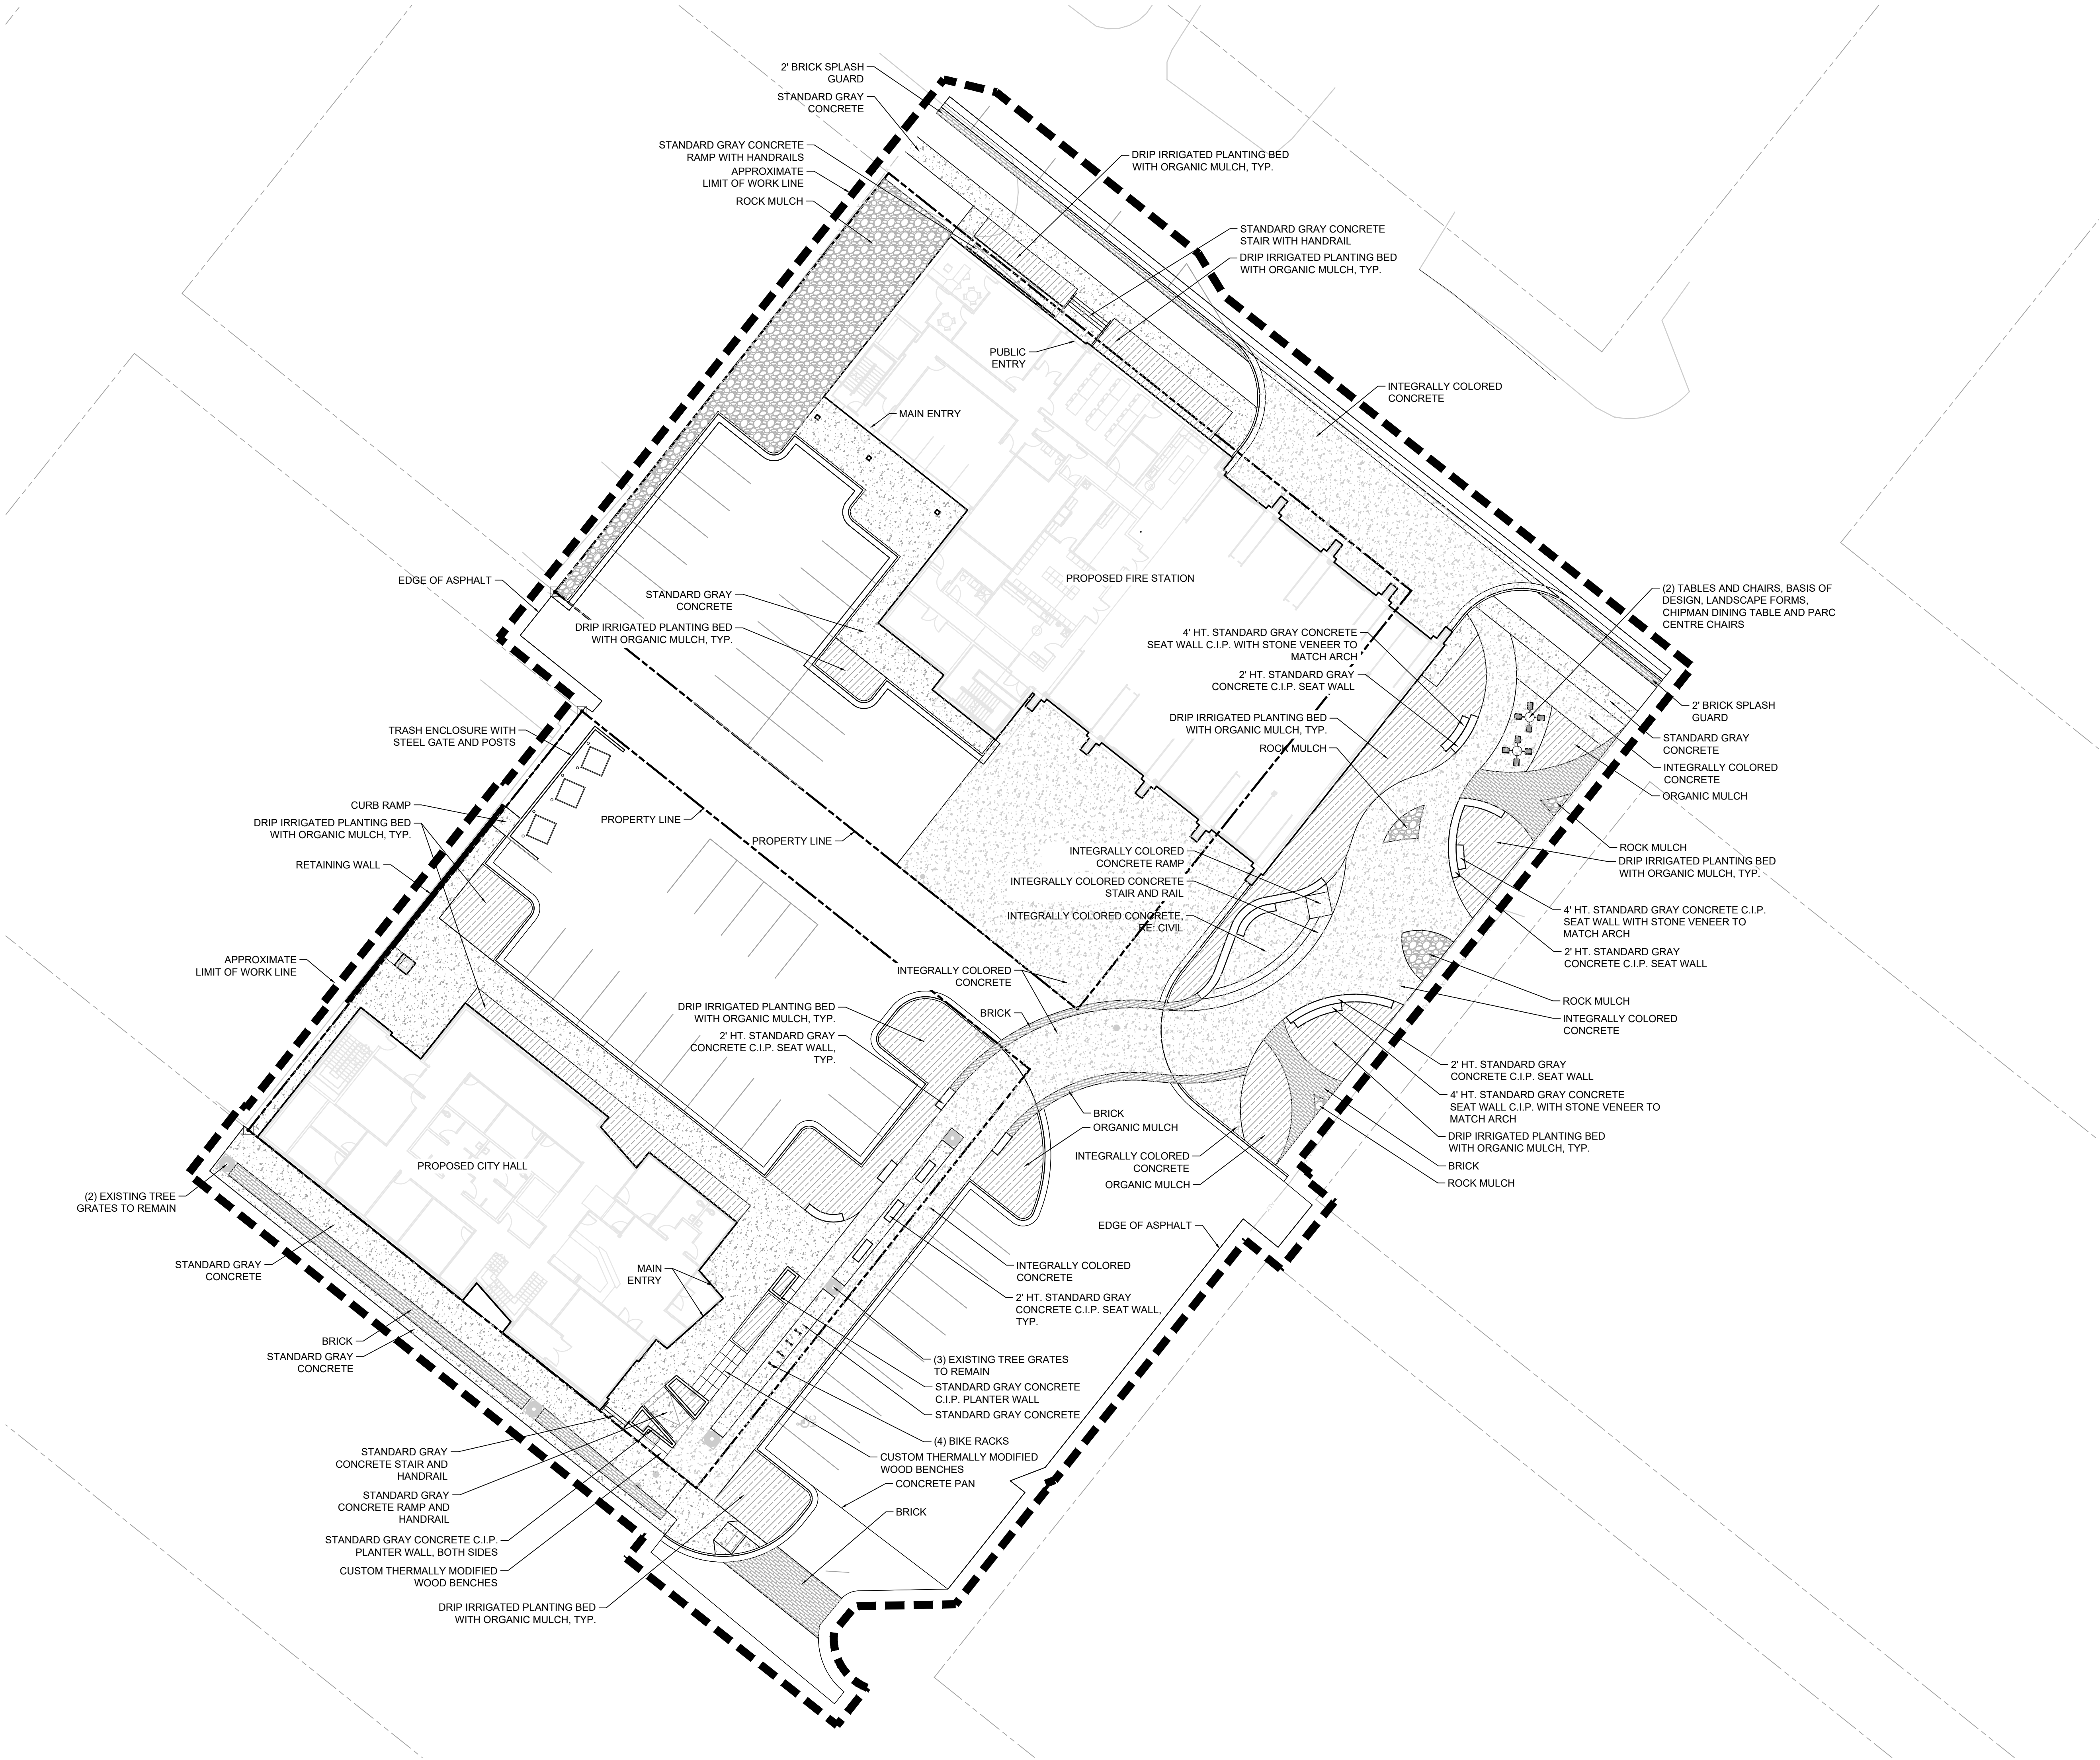 2' BRICK SPLASH
GUARD
STANDARD GRAY
CONCRETE
STANDARD GRAY CONCRETE
RAMP WITH HANDRAILS
APPROXIMATE
LIMIT OF WORK LINE
ROCK MULCH
DRIP IRRIGATED PLANTING BED
WITH ORGANIC MULCH, TYP.
STANDARD GRAY CONCRETE
STAIR WITH HANDRAIL
DRIP IRRIGATED PLANTING BED
WITH ORGANIC MULCH, TYP.
PUBLIC
ENTRY
INTEGRALLY COLORED
CONCRETE
MAIN ENTRY
EDGE OF ASPHALT
STANDARD GRAY
CONCRETE
DRIP IRRIGATED PLANTING BED
WITH ORGANIC MULCH, TYP.
PROPOSED FIRE STATION
(2) TABLES AND CHAIRS, BASIS OF
DESIGN, LANDSCAPE FORMS,
CHIPMAN DINING TABLE AND PARC
CENTRE CHAIRS
4' HT. STANDARD GRAY CONCRETE
SEAT WALL C.I.P. WITH STONE VENEER TO
MATCH ARCH
2' HT. STANDARD GRAY
CONCRETE C.I.P. SEAT WALL
DRIP IRRIGATED PLANTING BED
WITH ORGANIC MULCH, TYP.
ROCK MULCH
2' BRICK SPLASH
GUARD
STANDARD GRAY
CONCRETE
INTEGRALLY COLORED
CONCRETE
ORGANIC MULCH
TRASH ENCLOSURE WITH
STEEL GATE AND POSTS
CURB RAMP
DRIP IRRIGATED PLANTING BED
WITH ORGANIC MULCH, TYP.
RETAINING WALL
PROPERTY LINE
PROPERTY LINE
INTEGRALLY COLORED
CONCRETE RAMP
INTEGRALLY COLORED CONCRETE
STAIR AND RAIL
INTEGRALLY COLORED CONCRETE,
RE: CIVIL
ROCK MULCH
DRIP IRRIGATED PLANTING BED
WITH ORGANIC MULCH, TYP.
4' HT. STANDARD GRAY CONCRETE C.I.P.
SEAT WALL WITH STONE VENEER TO
MATCH ARCH
2' HT. STANDARD GRAY
CONCRETE C.I.P. SEAT WALL
APPROXIMATE
LIMIT OF WORK LINE
INTEGRALLY COLORED
CONCRETE
DRIP IRRIGATED PLANTING BED
WITH ORGANIC MULCH, TYP.
BRICK
2' HT. STANDARD GRAY
CONCRETE C.I.P. SEAT WALL,
TYP.
ROCK MULCH
INTEGRALLY COLORED
CONCRETE
2' HT. STANDARD GRAY
CONCRETE C.I.P. SEAT WALL
4' HT. STANDARD GRAY CONCRETE
SEAT WALL C.I.P. WITH STONE VENEER TO
MATCH ARCH
DRIP IRRIGATED PLANTING BED
WITH ORGANIC MULCH, TYP.
BRICK
ROCK MULCH
BRICK
ORGANIC MULCH
INTEGRALLY COLORED
CONCRETE
ORGANIC MULCH
PROPOSED CITY HALL
(2) EXISTING TREE
GRATES TO REMAIN
EDGE OF ASPHALT
STANDARD GRAY
CONCRETE
MAIN
ENTRY
INTEGRALLY COLORED
CONCRETE
2' HT. STANDARD GRAY
CONCRETE C.I.P. SEAT WALL,
TYP.
BRICK
STANDARD GRAY
CONCRETE
(3) EXISTING TREE GRATES
TO REMAIN
STANDARD GRAY CONCRETE
C.I.P. PLANTER WALL
STANDARD GRAY CONCRETE
(4) BIKE RACKS
CUSTOM THERMALLY MODIFIED
WOOD BENCHES
CONCRETE PAN
BRICK
STANDARD GRAY
CONCRETE STAIR AND
HANDRAIL
STANDARD GRAY
CONCRETE RAMP AND
HANDRAIL
STANDARD GRAY CONCRETE C.I.P.
PLANTER WALL, BOTH SIDES
CUSTOM THERMALLY MODIFIED
WOOD BENCHES
DRIP IRRIGATED PLANTING BED
WITH ORGANIC MULCH, TYP.